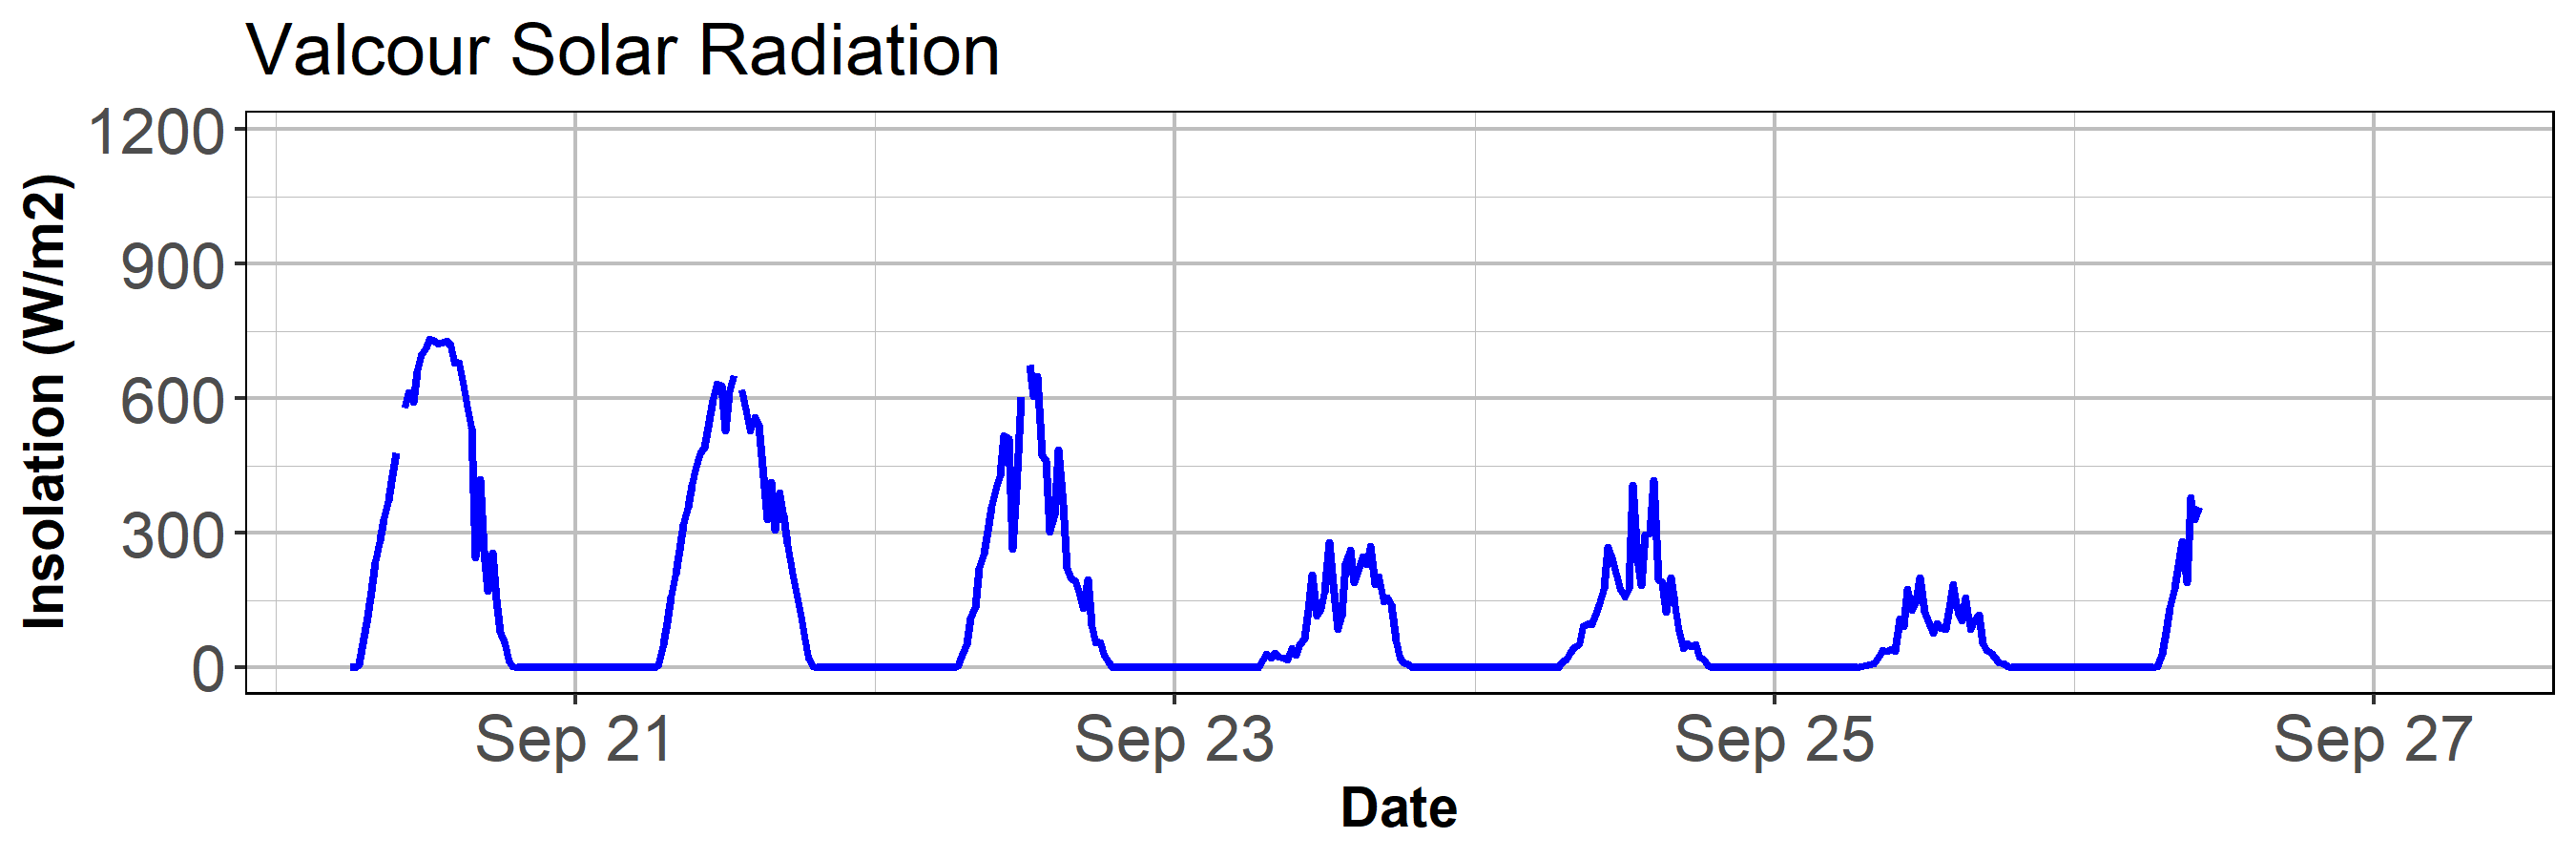 Valcour Solar Radiation
Insolation (W/m2)
1200
900
600
300
0
Sep 21 Sep 23 Sep 25 Sep 27
Date